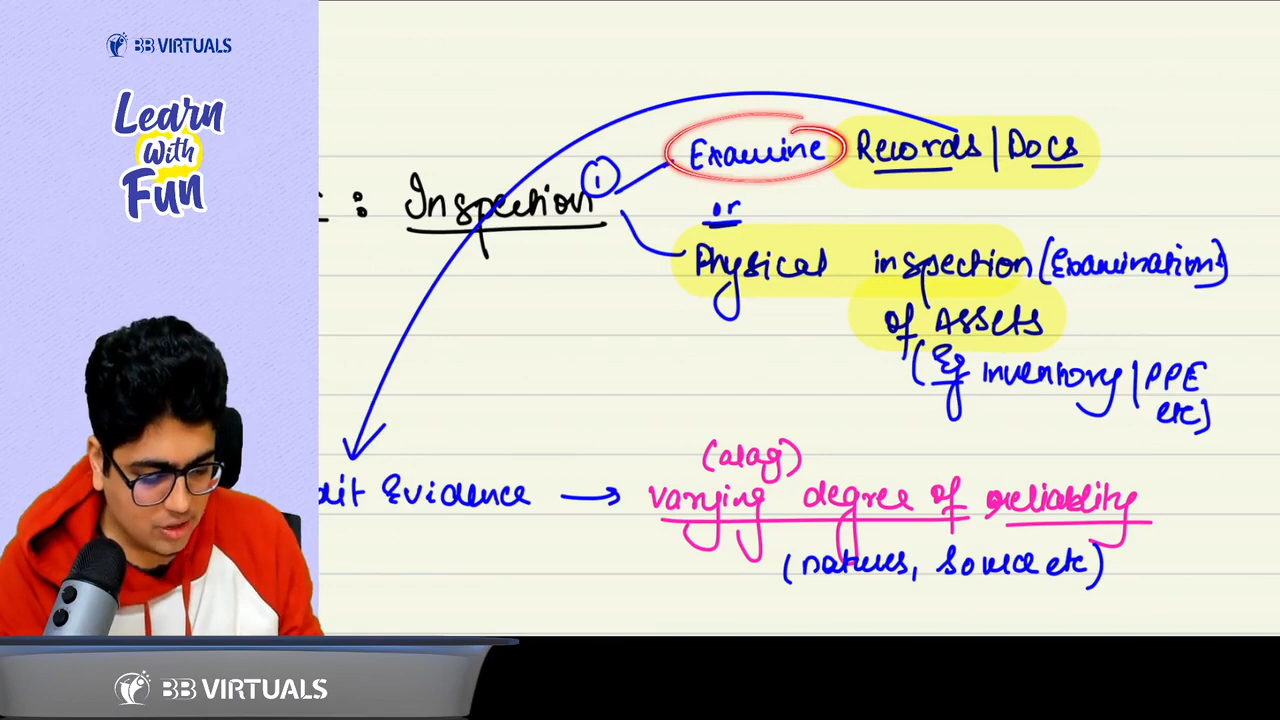 BB VIRTUALS
Learn
With
Fun
: Inspection
1
Examine Records | Docs
or
Physical inspection (Examination)
of Assets
(Eg inventory | PPE
etc)
(alag)
dit Evidence → varying degree of reliability
(nature, source etc)
BB VIRTUALS